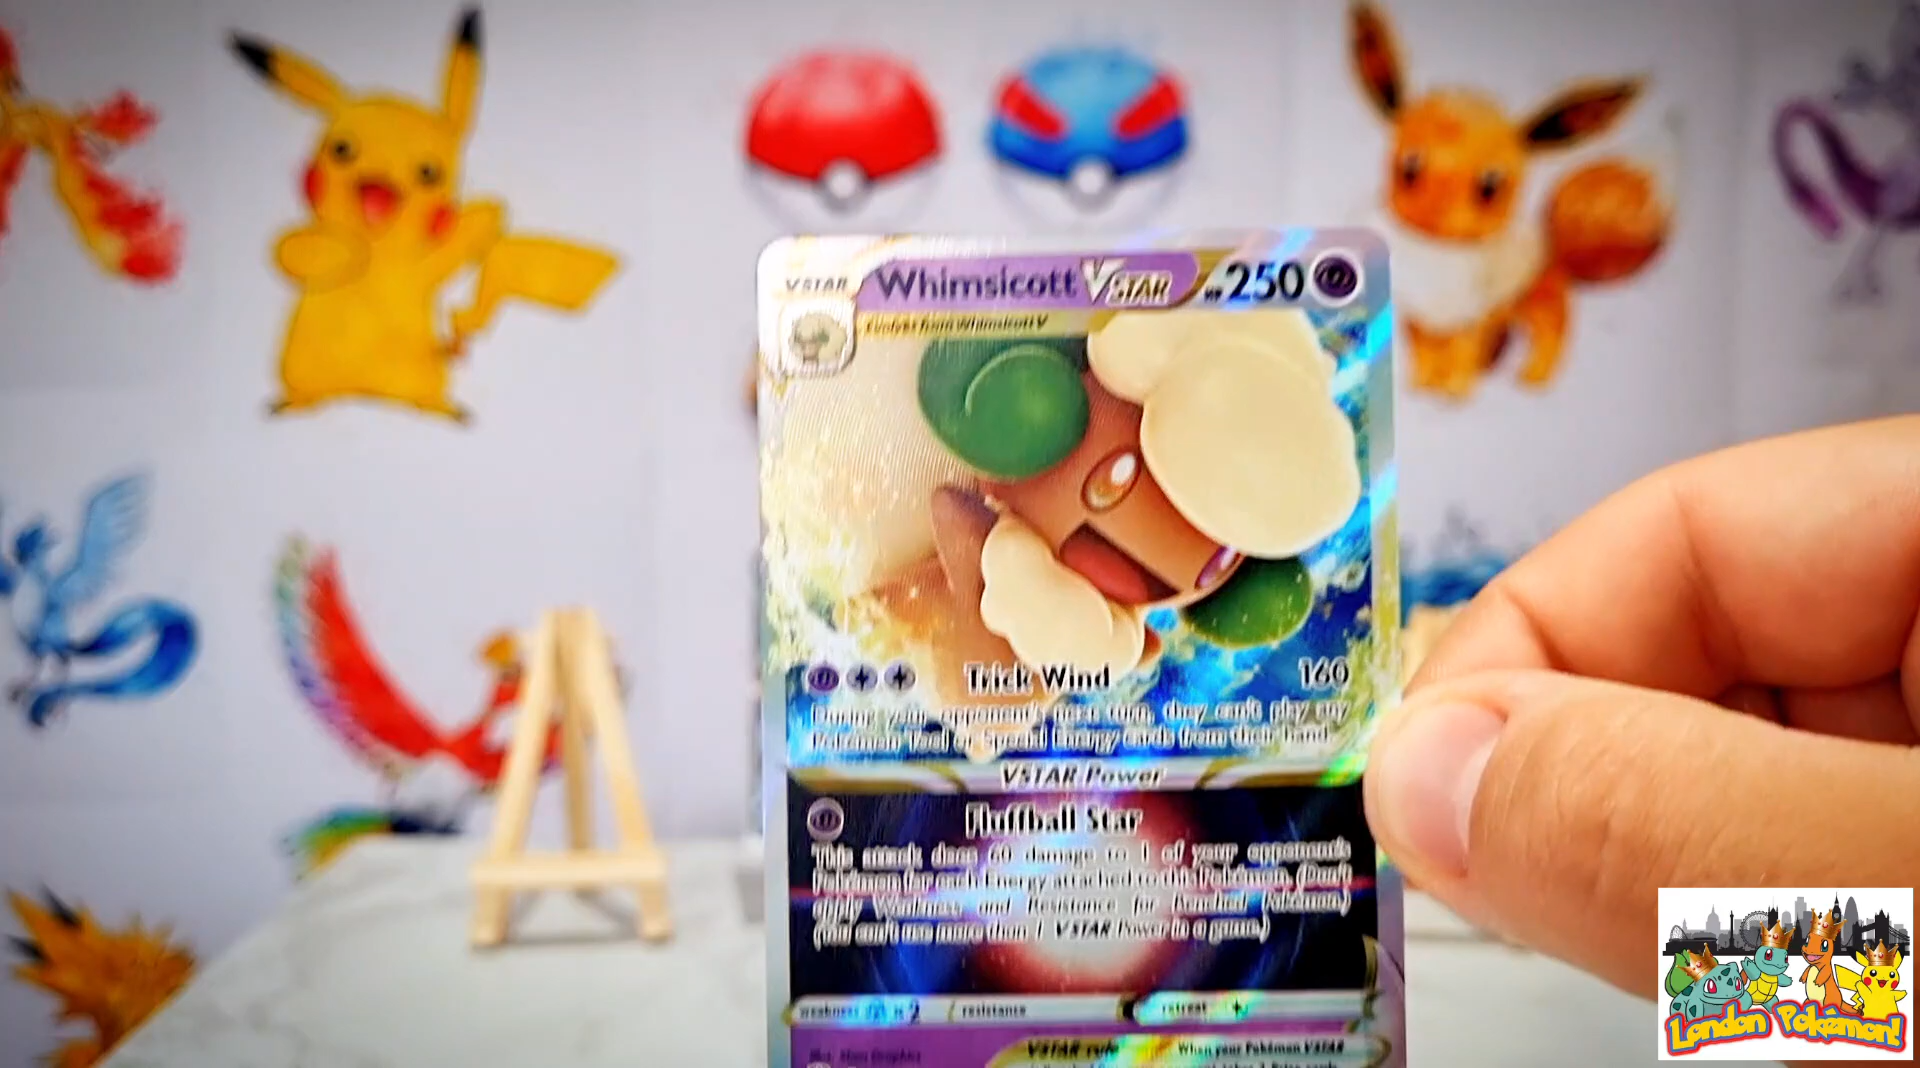 VSTAR Whimsicott VSTAR HP 250
Evolves from Whimsicott V
Trick Wind 160
During your opponent's next turn, they can't play any
Pokémon Tool or Special Energy cards from their hand.
VSTAR Power
Fluffball Star
This attack does 60 damage to 1 of your opponent's
Pokémon for each Energy attached to this Pokémon. (Don't
apply Weakness and Resistance for Benched Pokémon.)
(You can't use more than 1 VSTAR Power in a game.)
weakness ×2 resistance retreat
VSTAR rule When your Pokémon VSTAR
London Pokémont